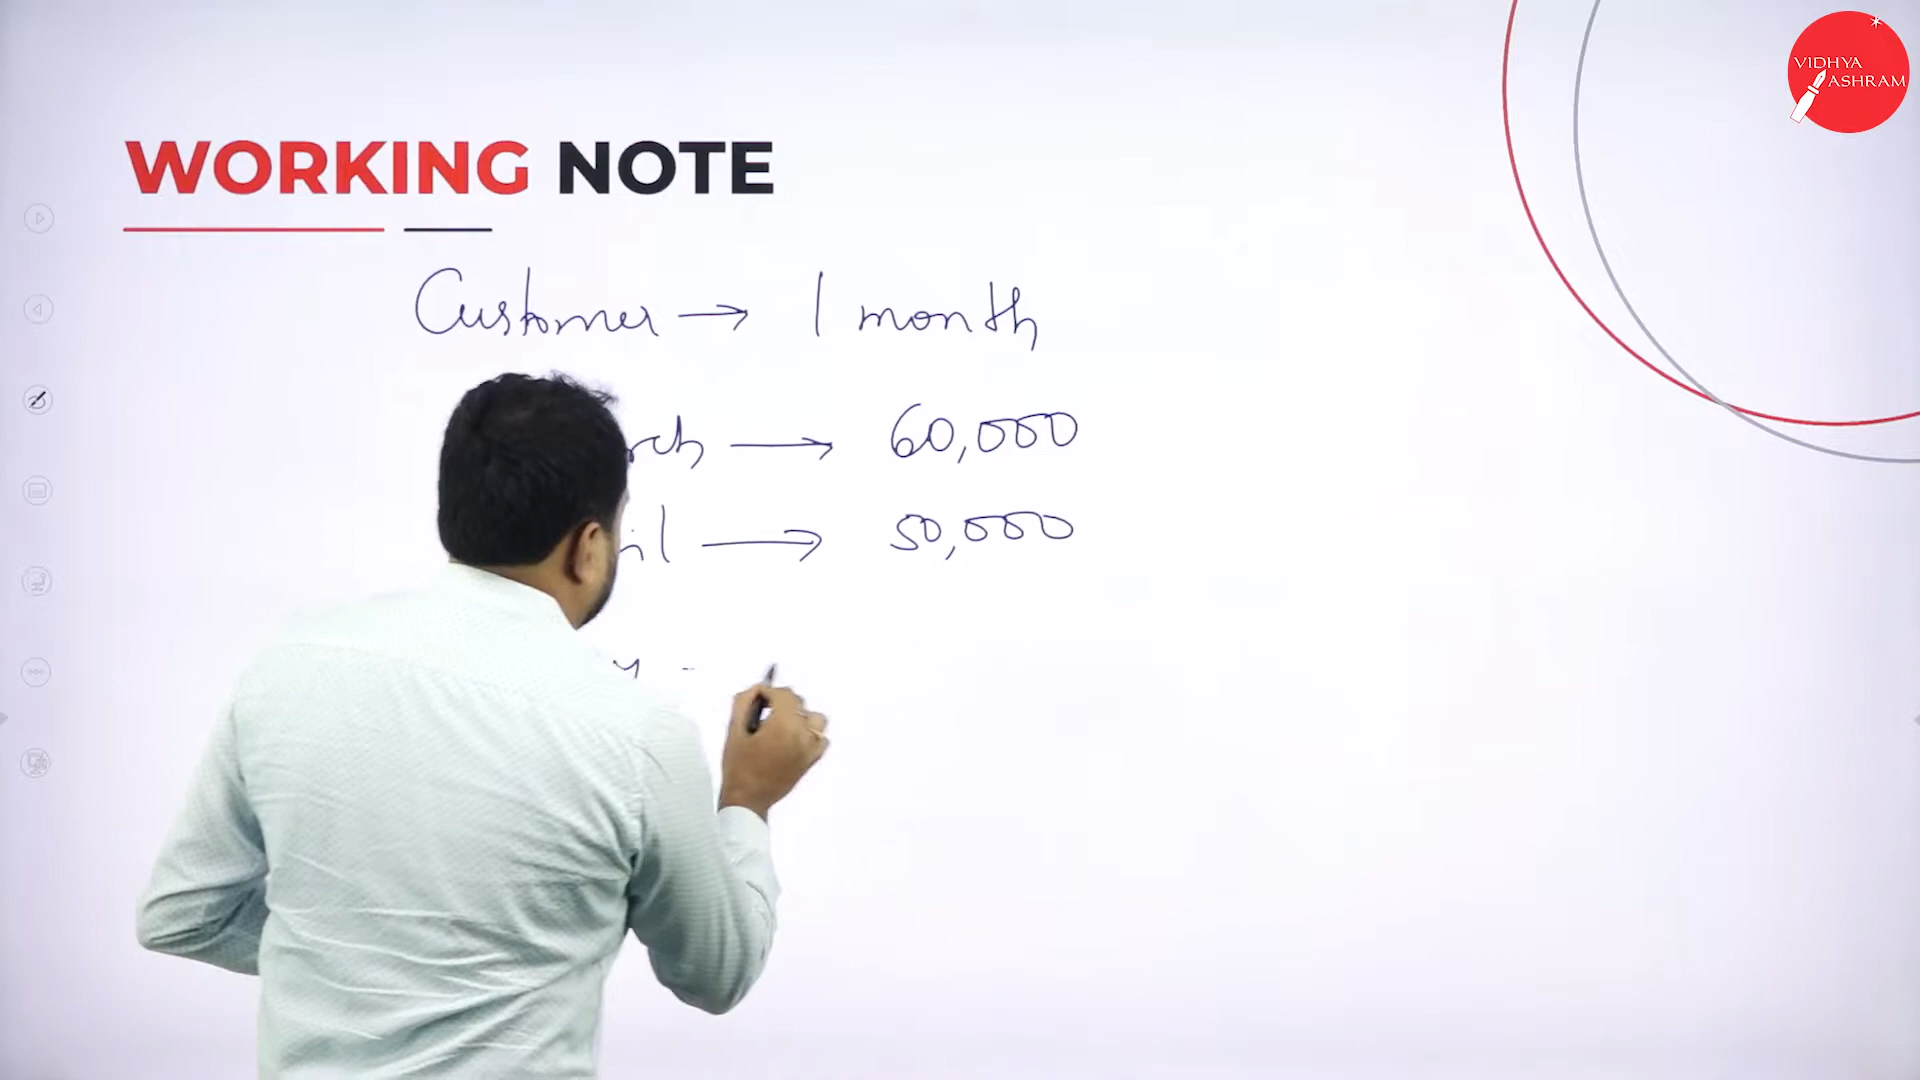 VIDHYA
ASHRAM
WORKING NOTE
Customer → 1 month
→ 60,000
→ 50,000